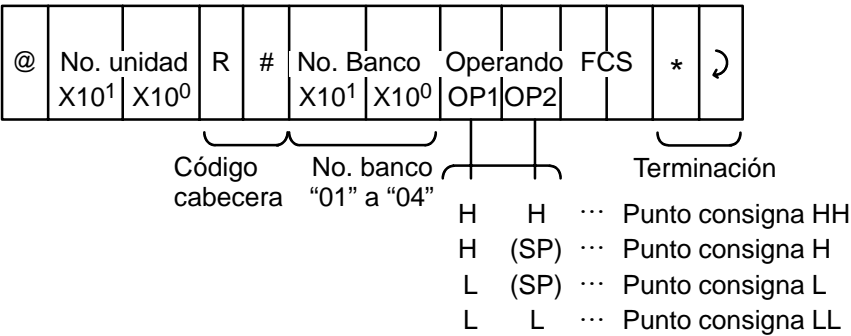 @ No. unidad R # No. Banco Operando FCS * ⤸
X10¹ X10⁰ X10¹ X10⁰ OP1 OP2
Código cabecera
No. banco “01” a “04”
Terminación
H H ··· Punto consigna HH
H (SP) ··· Punto consigna H
L (SP) ··· Punto consigna L
L L ··· Punto consigna LL